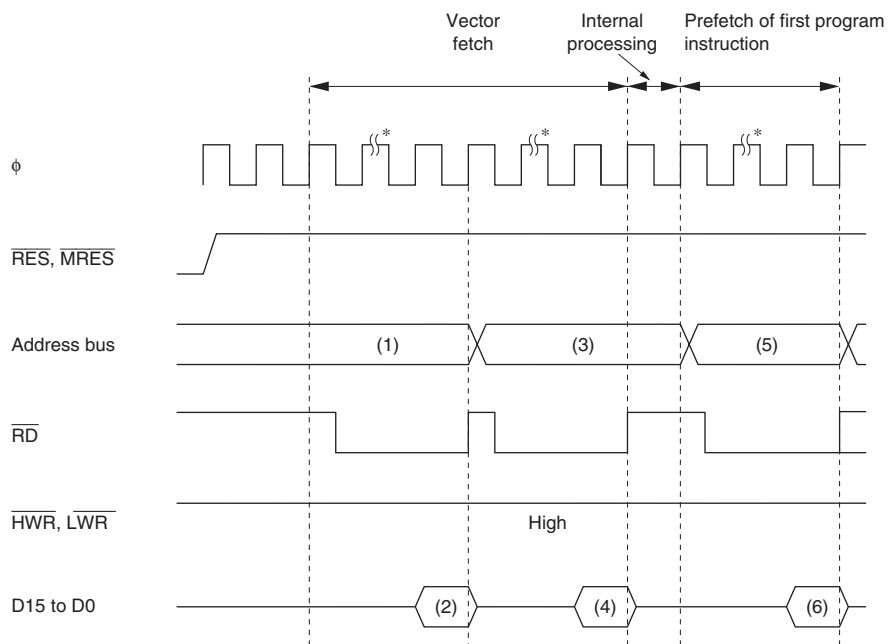 Vector
fetch
Internal
processing
Prefetch of first program
instruction
*
*
*
ϕ
RES, MRES
Address bus
(1)
(3)
(5)
RD
HWR, LWR
High
D15 to D0
(2)
(4)
(6)